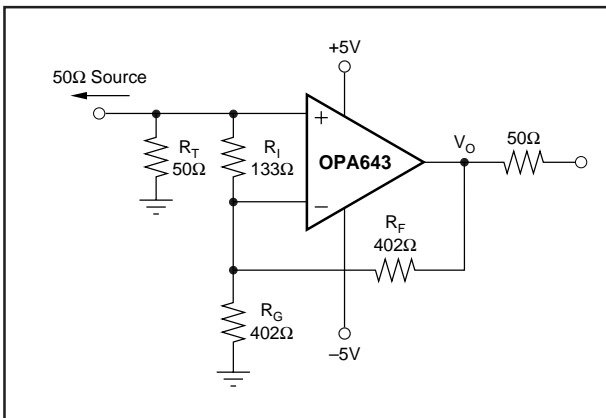 +5V
50Ω Source
R_T
50Ω
R_I
133Ω
+
OPA643
–
V_O
50Ω
R_F
402Ω
R_G
402Ω
–5V